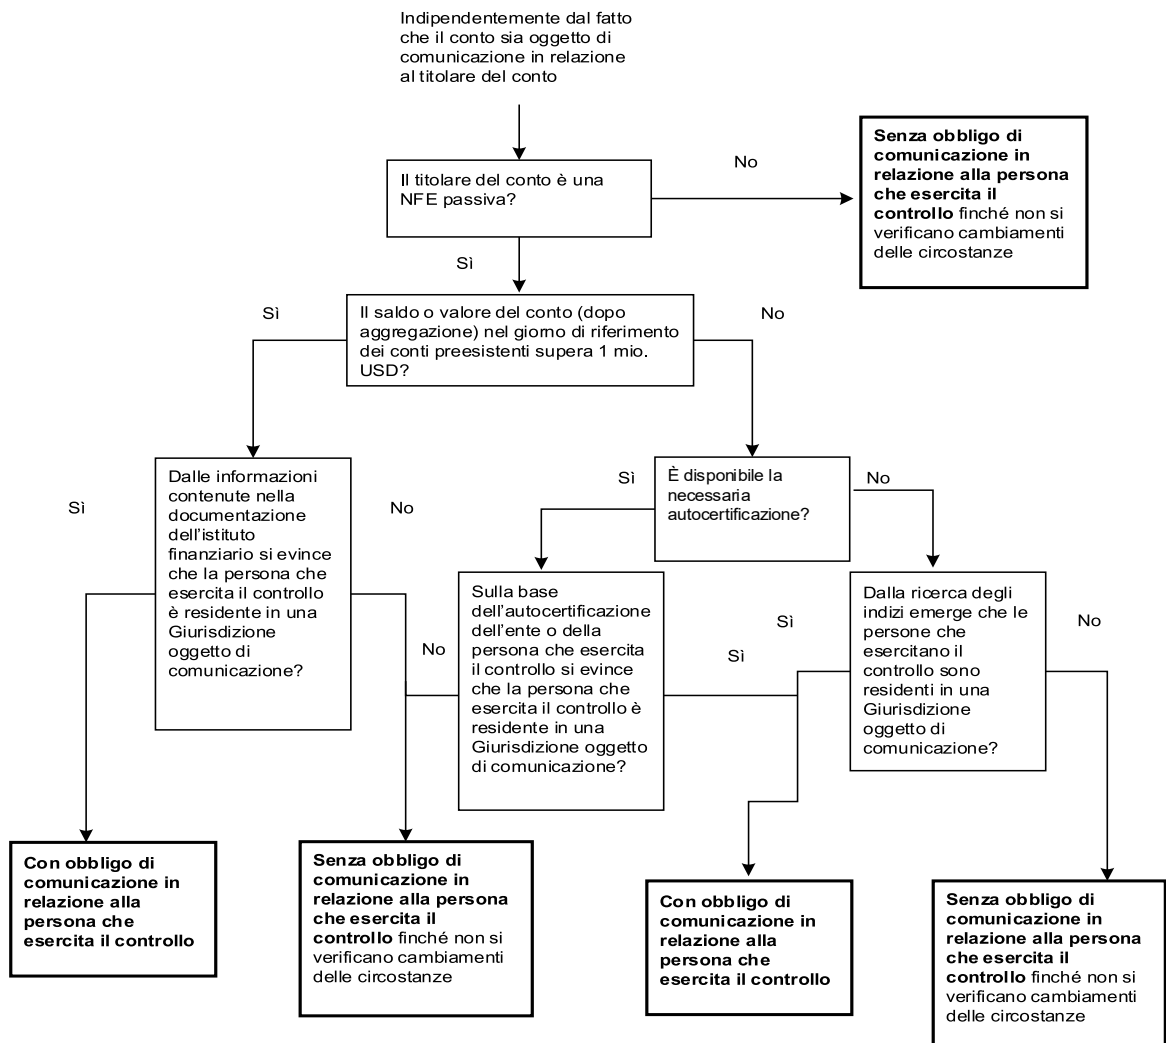 Indipendentemente dal fatto
che il conto sia oggetto di
comunicazione in relazione
al titolare del conto
Il titolare del conto è una
NFE passiva?
No
Senza obbligo di
comunicazione in
relazione alla persona
che esercita il
controllo finché non si
verificano cambiamenti
delle circostanze
Sì
Il saldo o valore del conto (dopo
aggregazione) nel giorno di riferimento
dei conti preesistenti supera 1 mio.
USD?
Sì
No
Dalle informazioni
contenute nella
documentazione
dell'istituto
finanziario si evince
che la persona che
esercita il controllo
è residente in una
Giurisdizione
oggetto di
comunicazione?
Sì
No
È disponibile la
necessaria
autocertificazione?
Sì
No
Sulla base
dell'autocertificazione
dell'ente o della
persona che esercita
il controllo si evince
che la persona che
esercita il controllo è
residente in una
Giurisdizione oggetto
di comunicazione?
No
Sì
Dalla ricerca degli
indizi emerge che le
persone che
esercitano il
controllo sono
residenti in una
Giurisdizione
oggetto di
comunicazione?
Sì
No
Con obbligo di
comunicazione in
relazione alla
persona che
esercita il controllo
Senza obbligo di
comunicazione in
relazione alla persona
che esercita il
controllo finché non si
verificano cambiamenti
delle circostanze
Con obbligo di
comunicazione in
relazione alla
persona che
esercita il controllo
Senza obbligo di
comunicazione in
relazione alla persona
che esercita il
controllo finché non si
verificano cambiamenti
delle circostanze